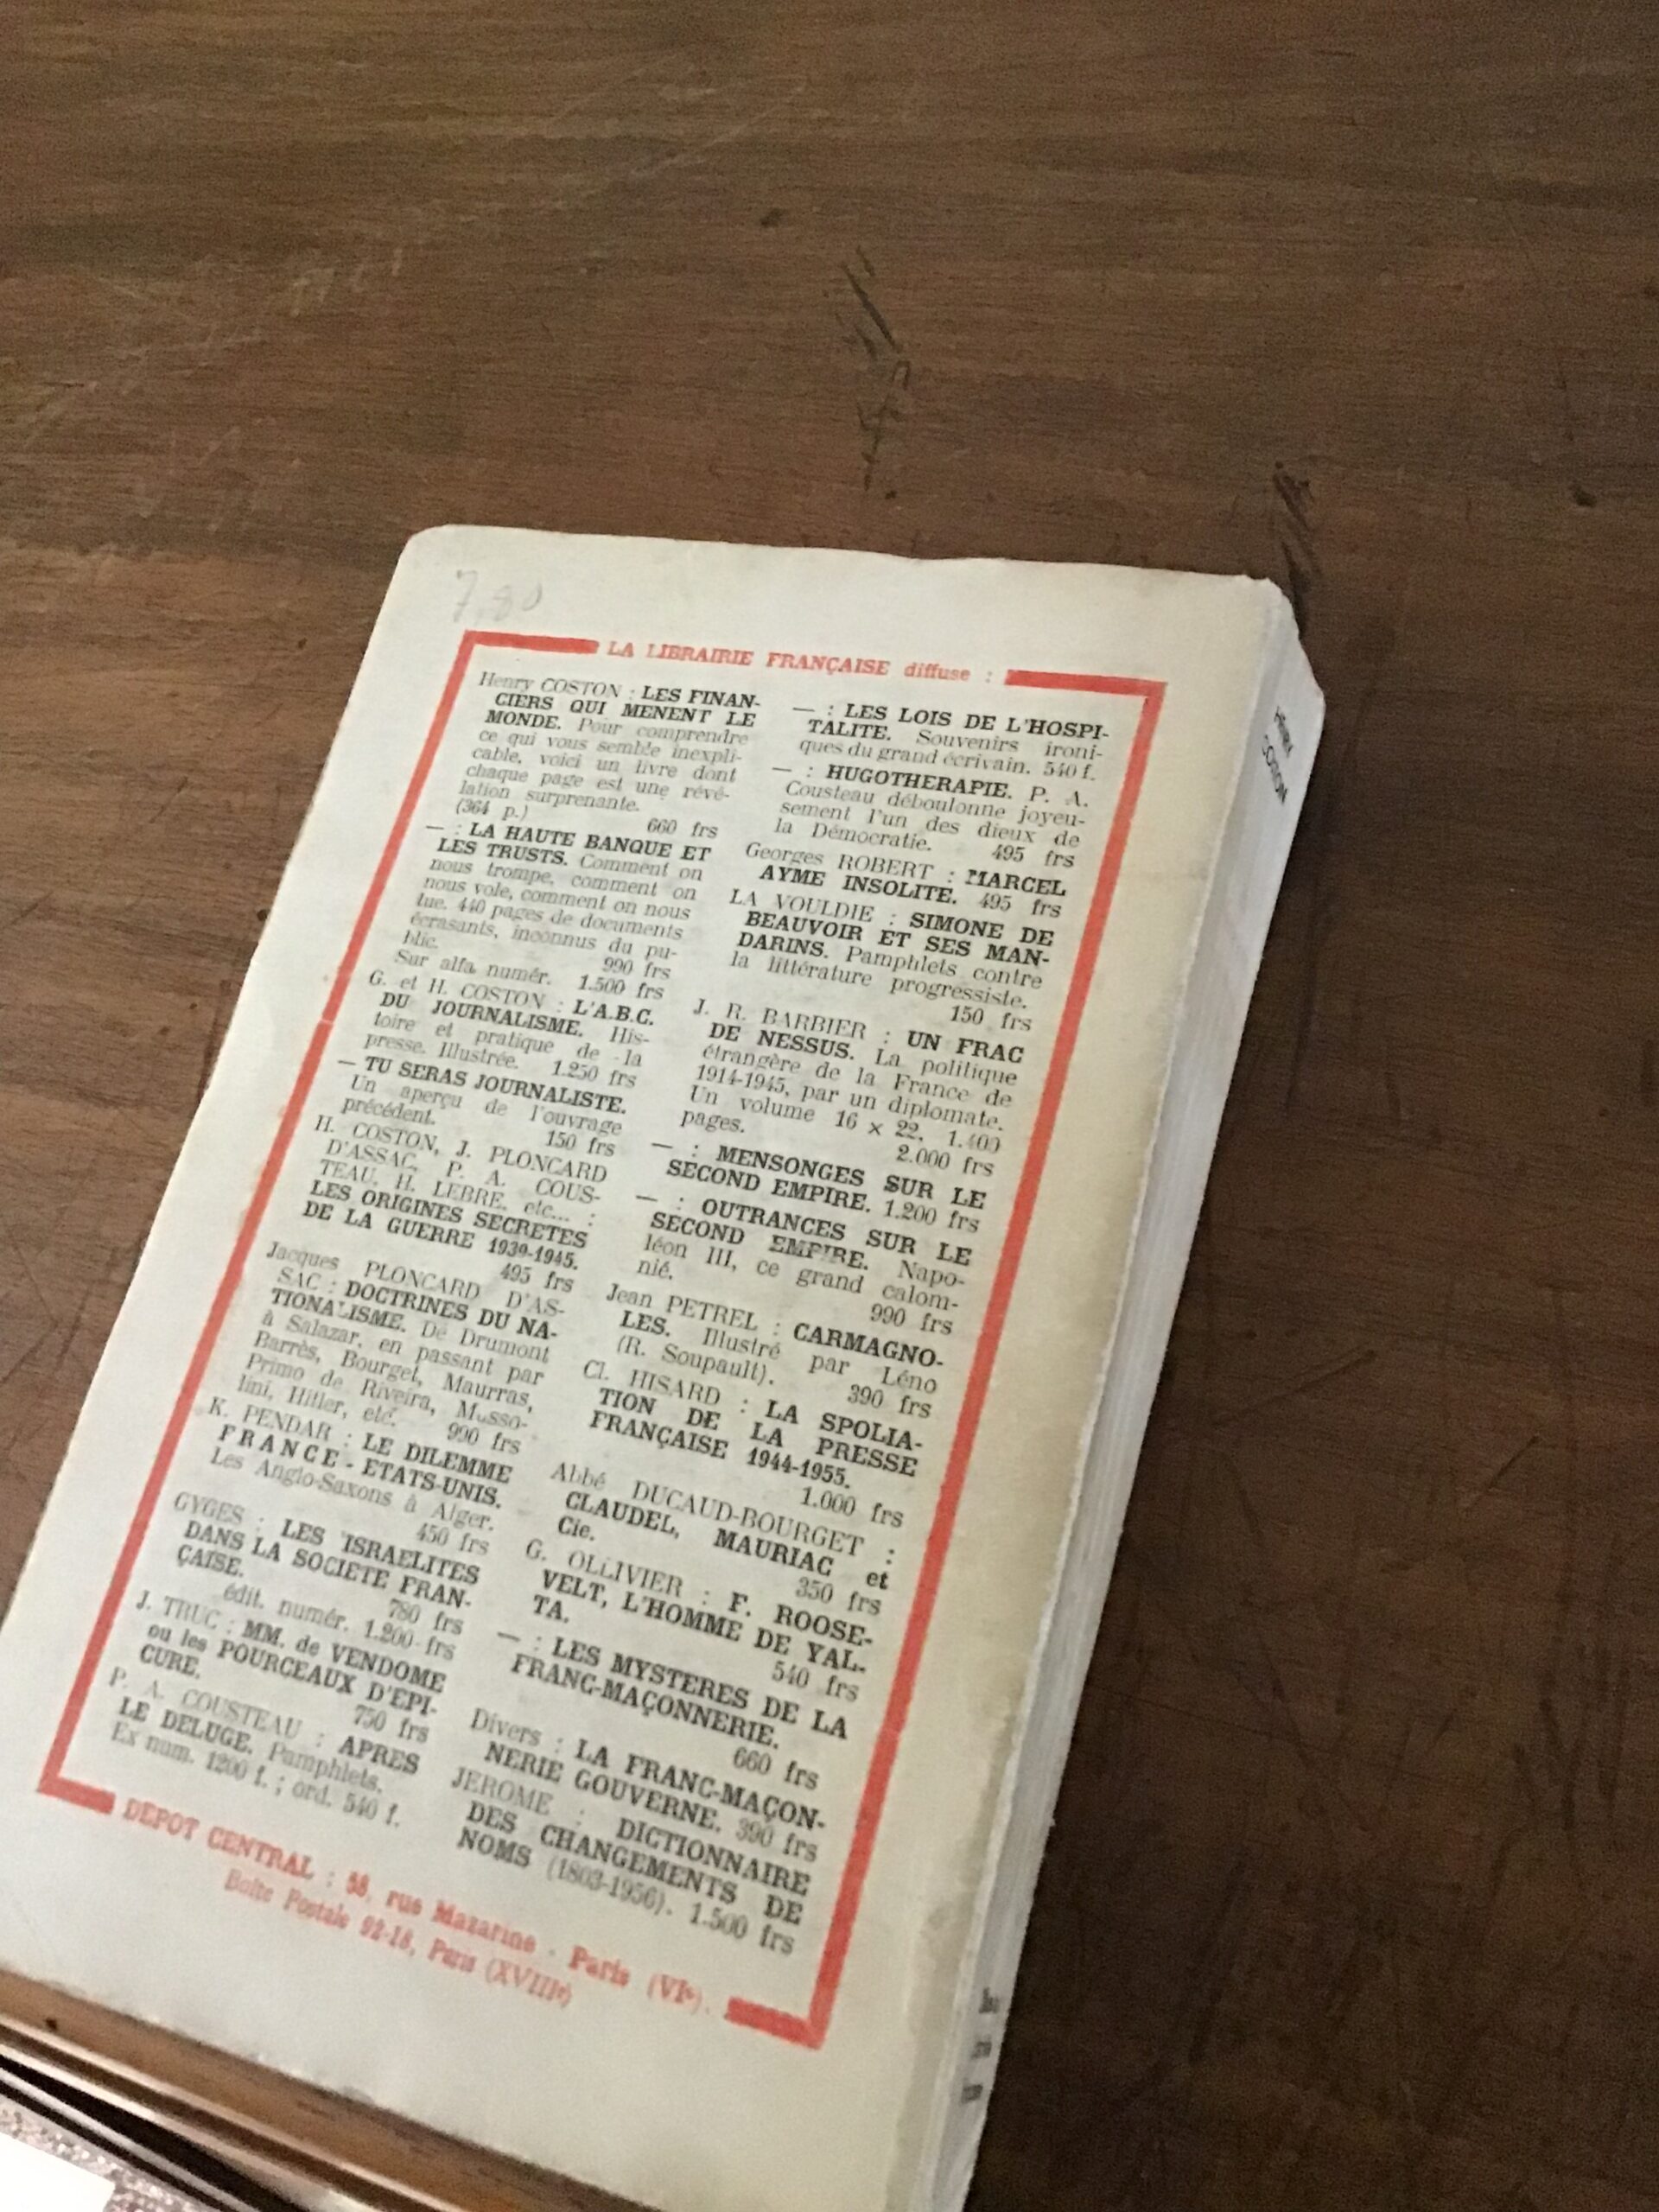 7.80
LA LIBRAIRIE FRANÇAISE diffuse :
Henry COSTON : LES FINAN-
CIERS QUI MENENT LE
MONDE. Pour comprendre
ce qui vous semble inexpli-
cable, voici un livre dont
chaque page est une révé-
lation surprenante.
(364 p.) 660 frs
— : LA HAUTE BANQUE ET
LES TRUSTS. Comment on
nous trompe, comment on
nous vole, comment on nous
tue. 440 pages de documents
écrasants, inconnus du pu-
blic. 990 frs
Sur alfa numér. 1.500 frs
G. et H. COSTON : L'A.B.C.
DU JOURNALISME. His-
toire et pratique de la
presse. Illustrée. 1.250 frs
— TU SERAS JOURNALISTE.
Un aperçu de l'ouvrage
précédent. 150 frs
H. COSTON, J. PLONCARD
D'ASSAC, P. A. COUS-
TEAU, H. LEBRE, etc... :
LES ORIGINES SECRETES
DE LA GUERRE 1939-1945.
495 frs
Jacques PLONCARD D'AS-
SAC : DOCTRINES DU NA-
TIONALISME. De Drumont
à Salazar, en passant par
Barrès, Bourget, Maurras,
Primo de Riveira, Musso-
lini, Hitler, etc. 990 frs
K. PENDAR : LE DILEMME
FRANCE - ETATS-UNIS.
Les Anglo-Saxons à Alger.
450 frs
GYGES : LES ISRAELITES
DANS LA SOCIETE FRAN-
ÇAISE. 780 frs
édit. numér. 1.200 frs
J. TRUC : MM. de VENDOME
ou les POURCEAUX D'EPI-
CURE. 750 frs
P. A. COUSTEAU : APRES
LE DELUGE. Pamphlets.
Ex num. 1200 f. ; ord. 540 f.
— : LES LOIS DE L'HOSPI-
TALITE. Souvenirs ironi-
ques du grand écrivain. 540 f.
— : HUGOTHERAPIE. P. A.
Cousteau déboulonne joyeu-
sement l'un des dieux de
la Démocratie. 495 frs
Georges ROBERT : MARCEL
AYME INSOLITE. 495 frs
LA VOULDIE : SIMONE DE
BEAUVOIR ET SES MAN-
DARINS. Pamphlets contre
la littérature progressiste.
150 frs
J. R. BARBIER : UN FRAC
DE NESSUS. La politique
étrangère de la France de
1914-1945, par un diplomate.
Un volume 16 × 22, 1.400
pages. 2.000 frs
— : MENSONGES SUR LE
SECOND EMPIRE. 1.200 frs
— : OUTRANCES SUR LE
SECOND EMPIRE. Napo-
léon III, ce grand calom-
nié. 990 frs
Jean PETREL : CARMAGNO-
LES. Illustré par Léno
(R. Soupault). 390 frs
Cl. HISARD : LA SPOLIA-
TION DE LA PRESSE
FRANÇAISE 1944-1955.
1.000 frs
Abbé DUCAUD-BOURGET :
CLAUDEL, MAURIAC et
Cie. 350 frs
G. OLLIVIER : F. ROOSE-
VELT, L'HOMME DE YAL-
TA. 540 frs
— : LES MYSTERES DE LA
FRANC-MAÇONNERIE.
660 frs
Divers : LA FRANC-MAÇON-
NERIE GOUVERNE. 390 frs
JEROME : DICTIONNAIRE
DES CHANGEMENTS DE
NOMS (1803-1956). 1.500 frs
DEPOT CENTRAL : 58, rue Mazarine - Paris (VIe).
Boîte Postale 92-18, Paris (XVIIIe)
HENRY
COSTON